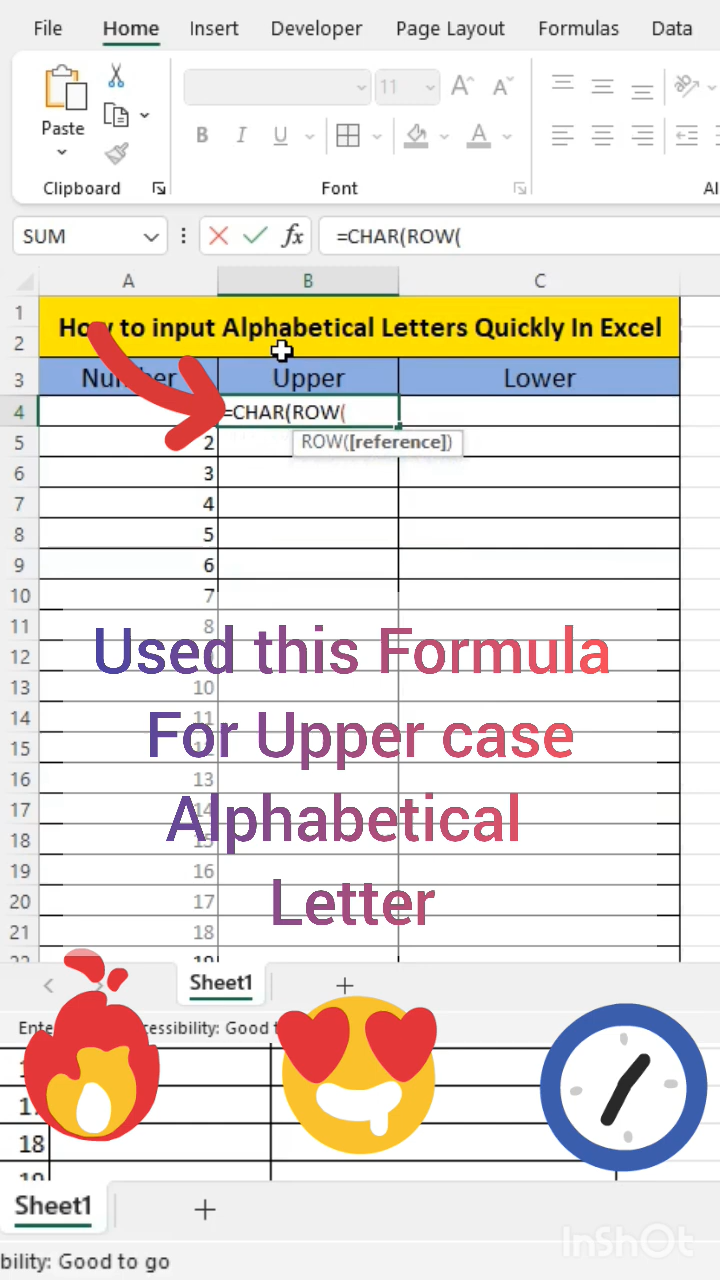 File Home Insert Draw Developer Page Layout Formulas Data
Paste
11
B I U A
Clipboard Font
SUM fx =CHAR(ROW(
A B C
1 How to input Alphabetical Letters Quickly In Excel
2
3 Number Upper Lower
4 =CHAR(ROW(
ROW([reference])
5 2
6 3
7 4
8 5
9 6
10 7
11 8
Used this Formula
12
13 10
14 11
For Upper case
15
16 13
17 14
Alphabetical
18 15
19 16
20 17
Letter
21 18
Sheet1
Good
18
Sheet1
bility: Good to go
InShOt